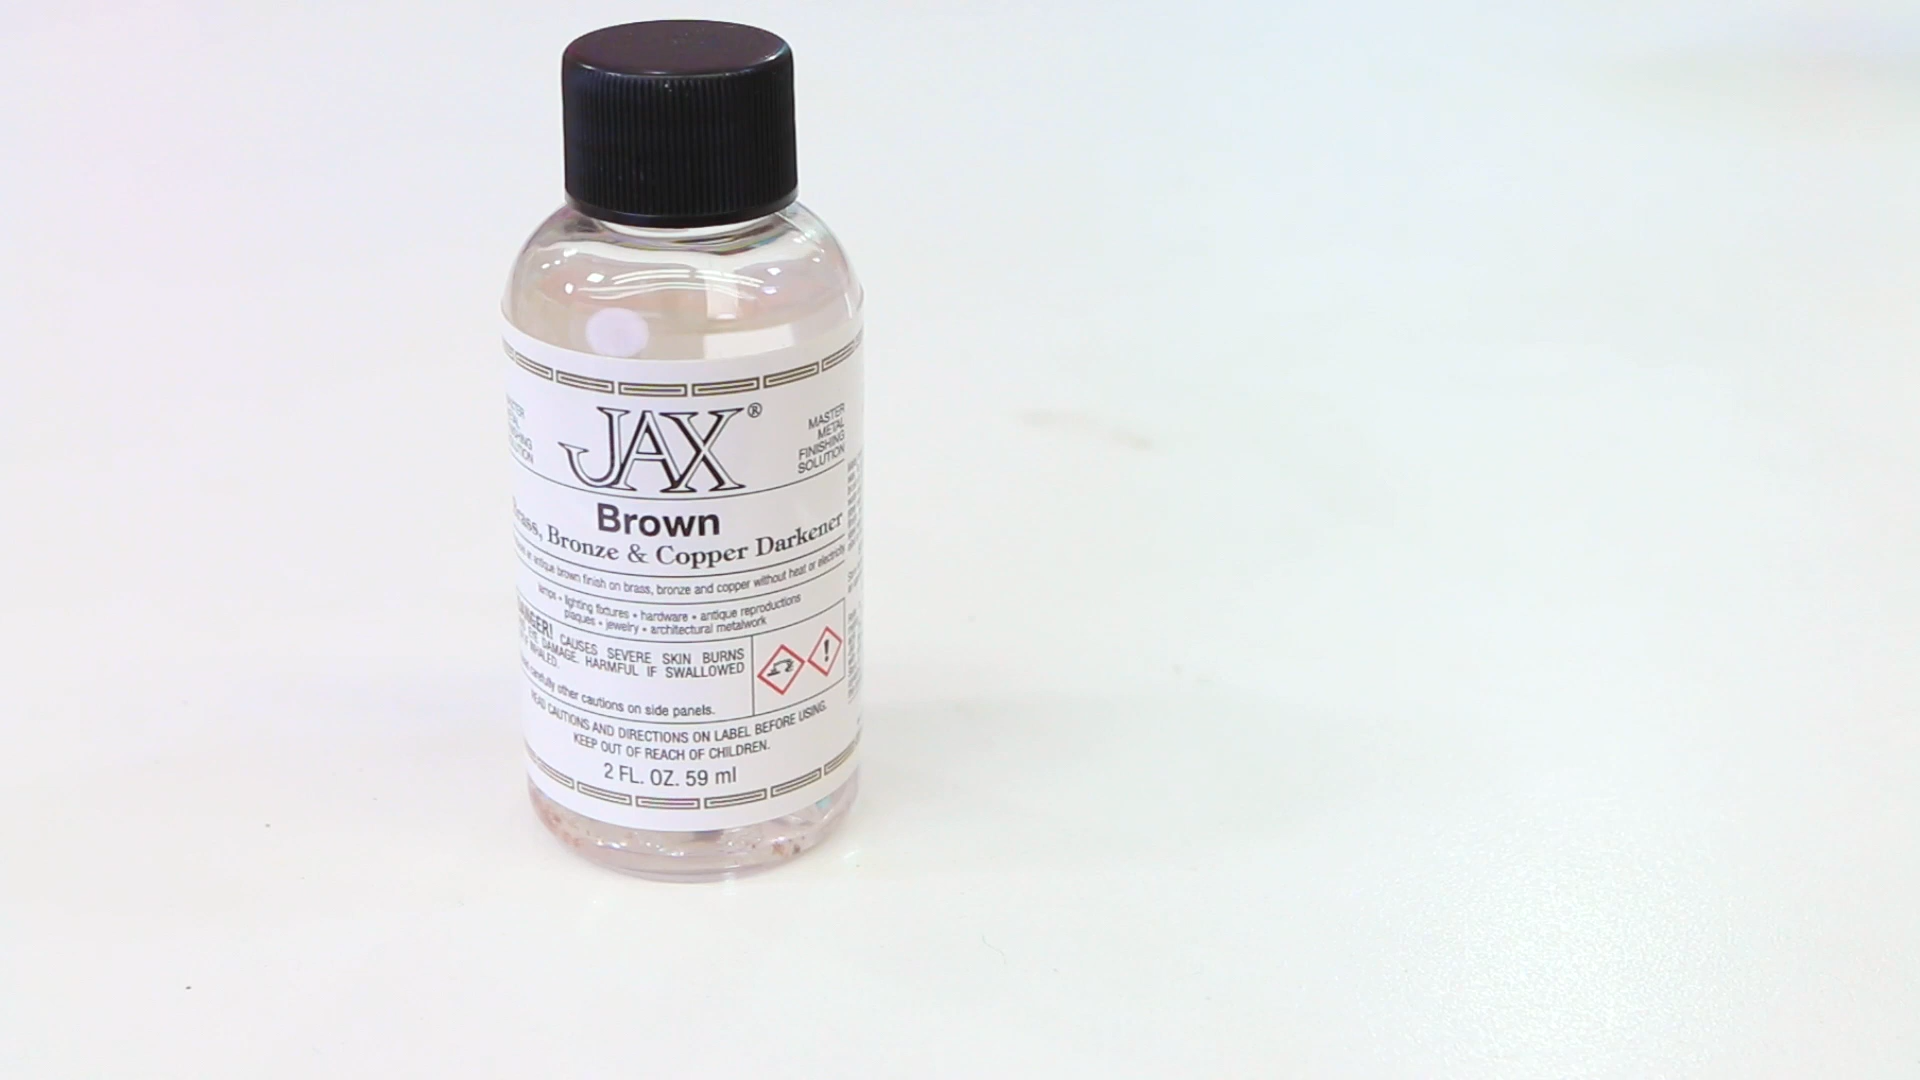 JAX®
MASTER
METAL
FINISHING
SOLUTION
Brown
Bronze & Copper Darkener
antique brown finish on brass, bronze and copper without heat or electricity
lamps • lighting fixtures • hardware • antique reproductions
plaques • jewelry • architectural metalwork
CAUSES SEVERE SKIN BURNS
DAMAGE. HARMFUL IF SWALLOWED
carefully other cautions on side panels.
READ CAUTIONS AND DIRECTIONS ON LABEL BEFORE USING.
KEEP OUT OF REACH OF CHILDREN.
2 FL. OZ. 59 ml